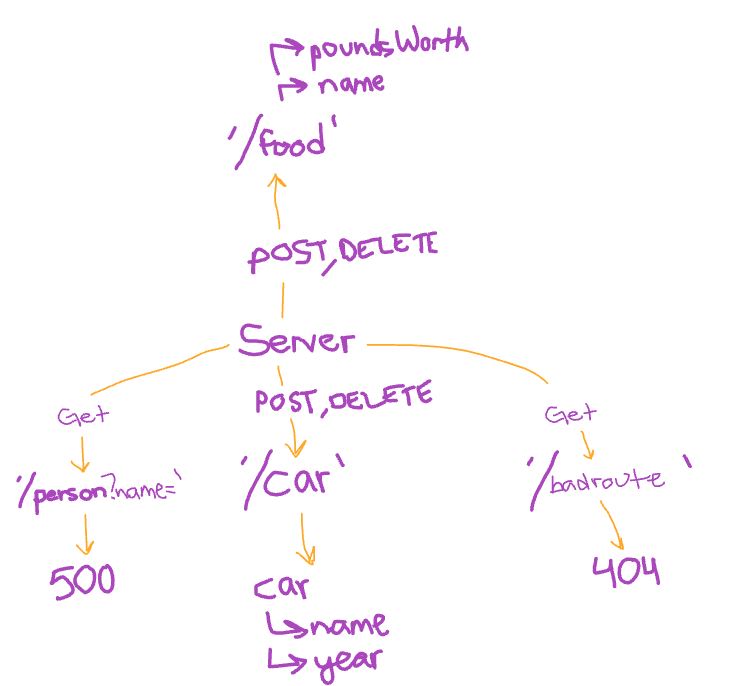 poundsWorth
name
'/food'
POST, DELETE
Server
POST, DELETE
Get
Get
'/person?name='
'/car'
'/badroute'
500
car
404
name
year